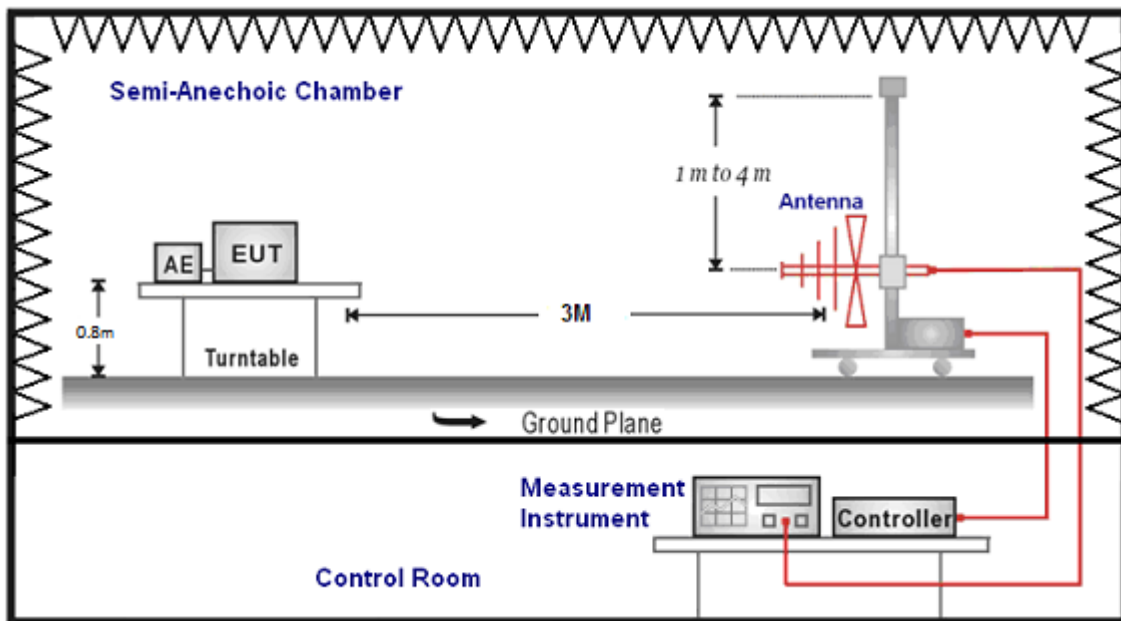 Semi-Anechoic Chamber
1 m to 4 m
Antenna
AE
EUT
0.8m
3M
Turntable
Ground Plane
Measurement
Instrument
Controller
Control Room